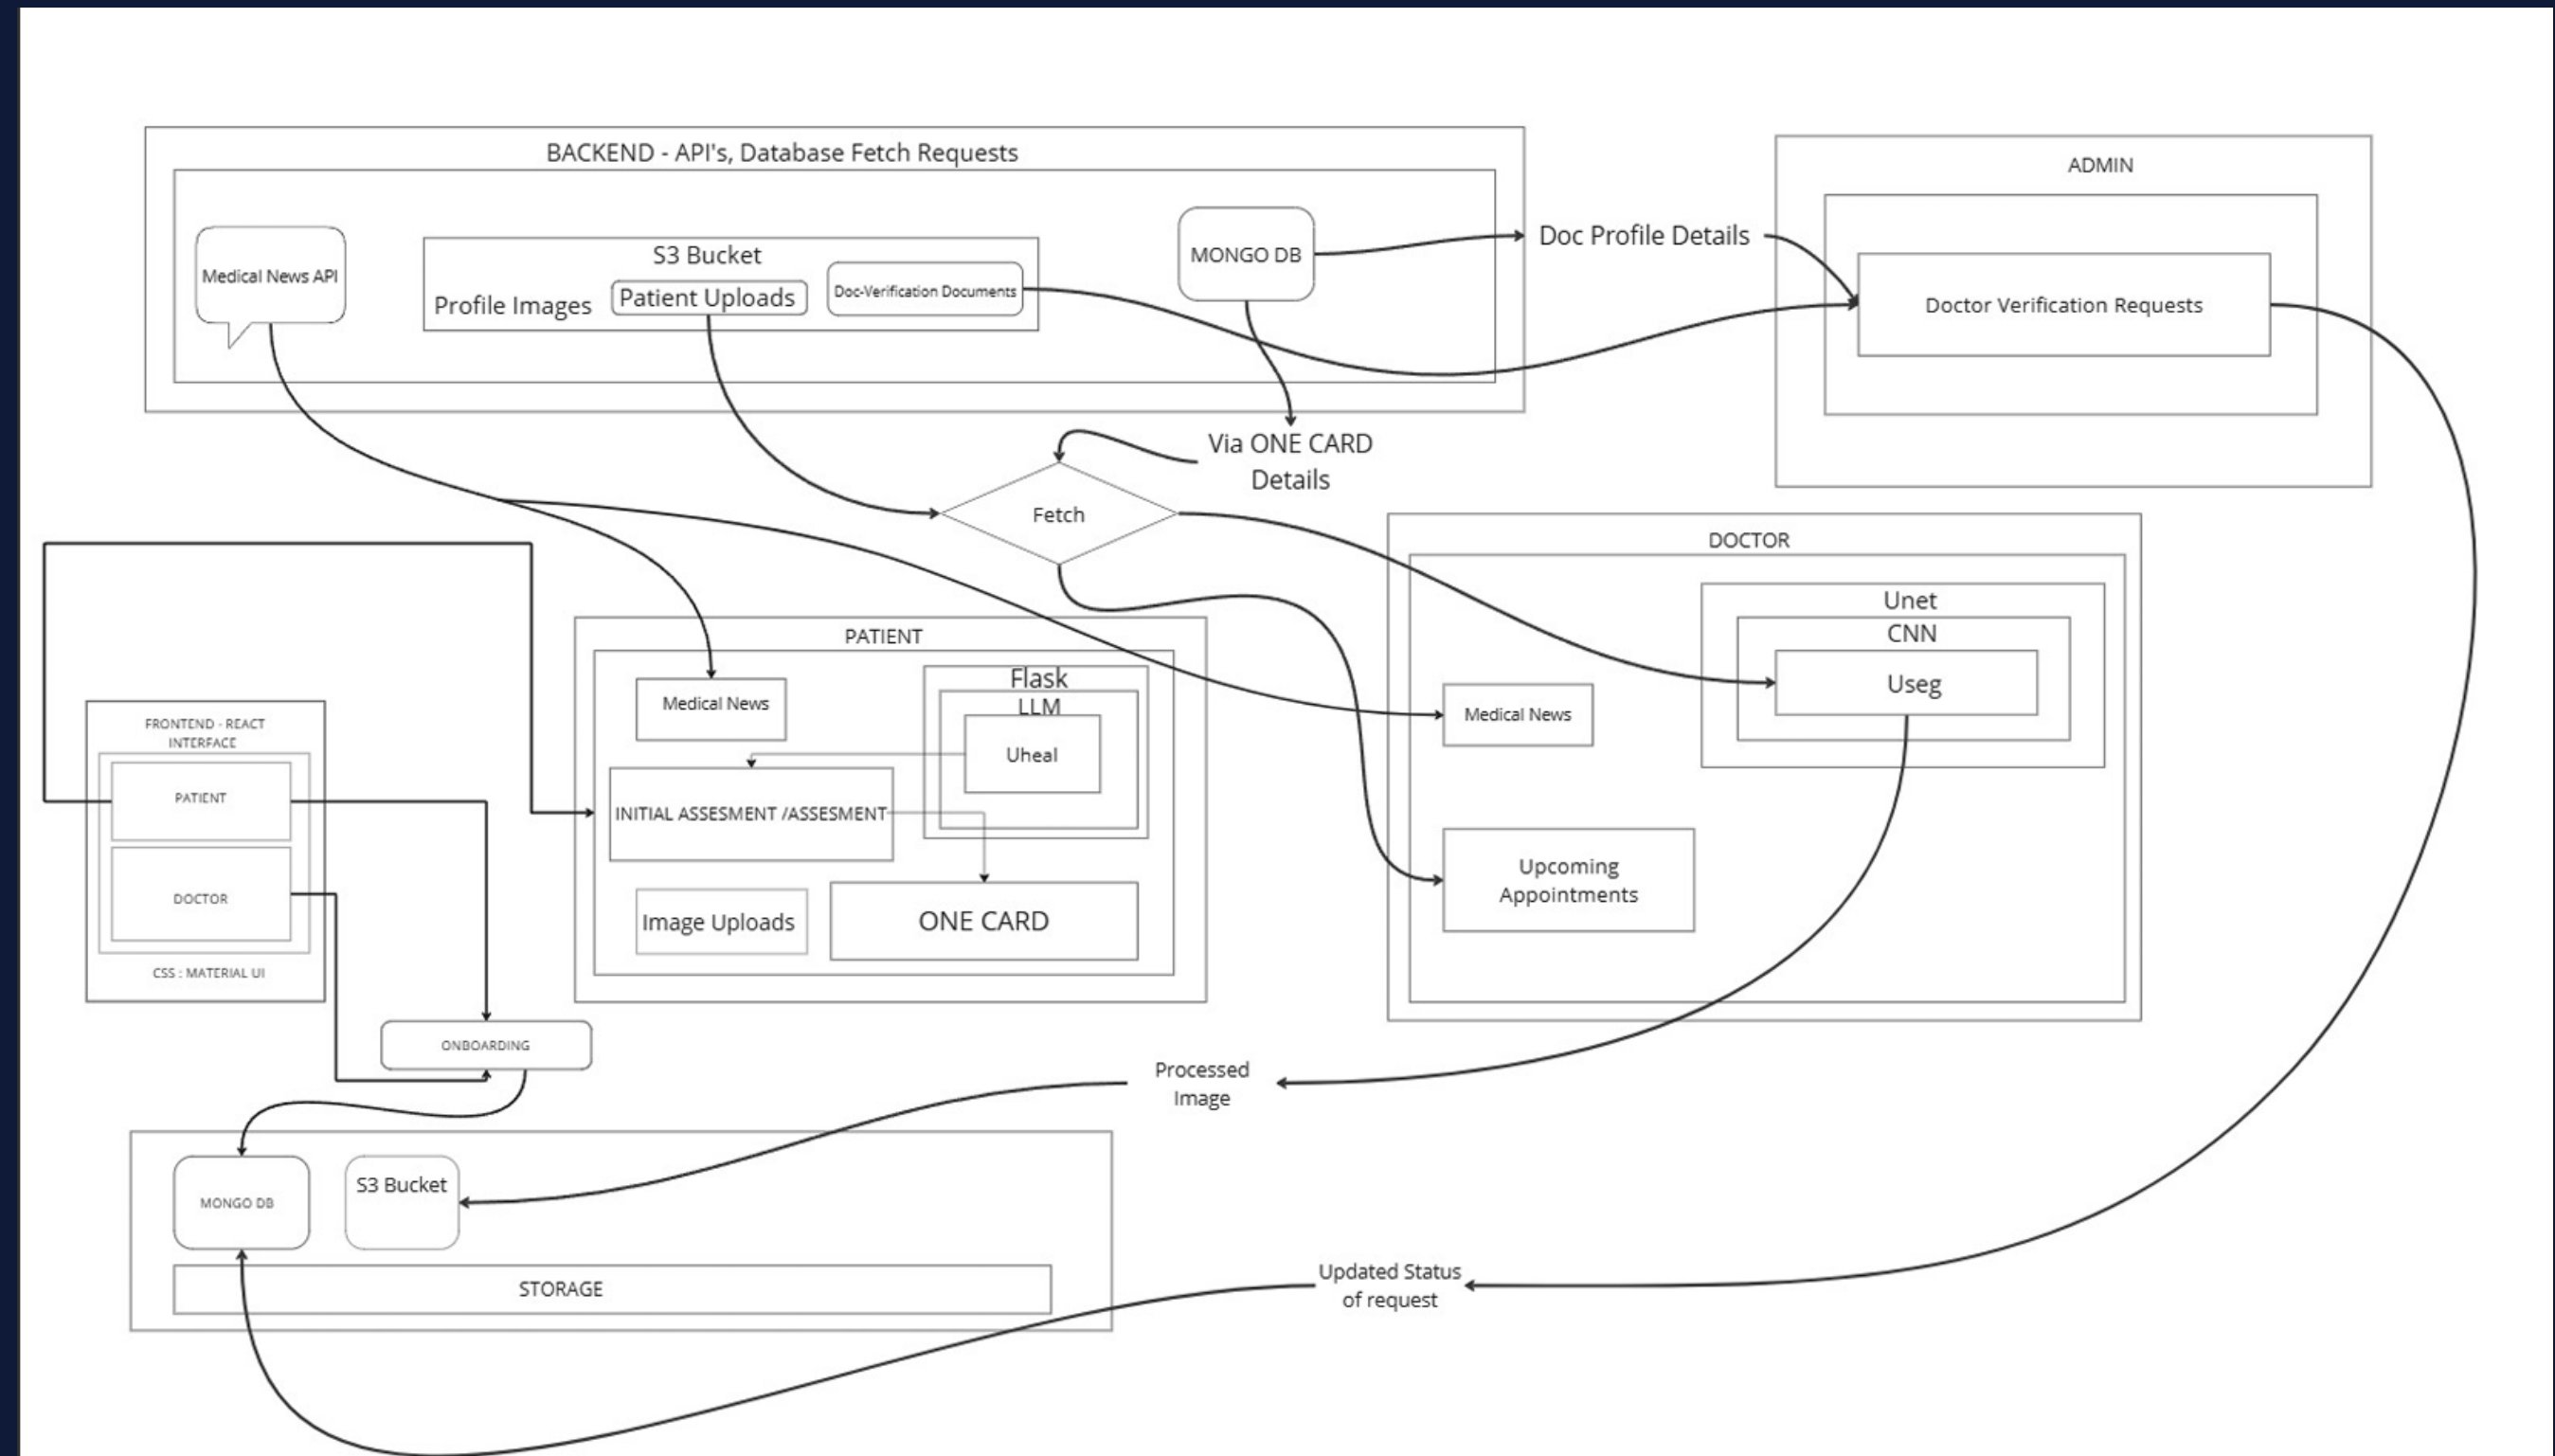 BACKEND - API's, Database Fetch Requests
Medical News API
S3 Bucket
Profile Images
Patient Uploads
Doc-Verification Documents
MONGO DB
Doc Profile Details
ADMIN
Doctor Verification Requests
Via ONE CARD
Details
Fetch
FRONTEND - REACT
INTERFACE
PATIENT
DOCTOR
CSS : MATERIAL UI
PATIENT
Medical News
Flask
LLM
Uheal
INITIAL ASSESMENT /ASSESMENT
Image Uploads
ONE CARD
DOCTOR
Unet
CNN
Useg
Medical News
Upcoming
Appointments
ONBOARDING
Processed
Image
MONGO DB
S3 Bucket
STORAGE
Updated Status
of request